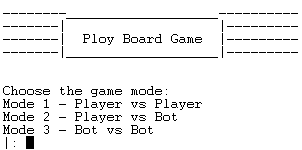 Ploy Board Game
Choose the game mode:
Mode 1 - Player vs Player
Mode 2 - Player vs Bot
Mode 3 - Bot vs Bot
|: